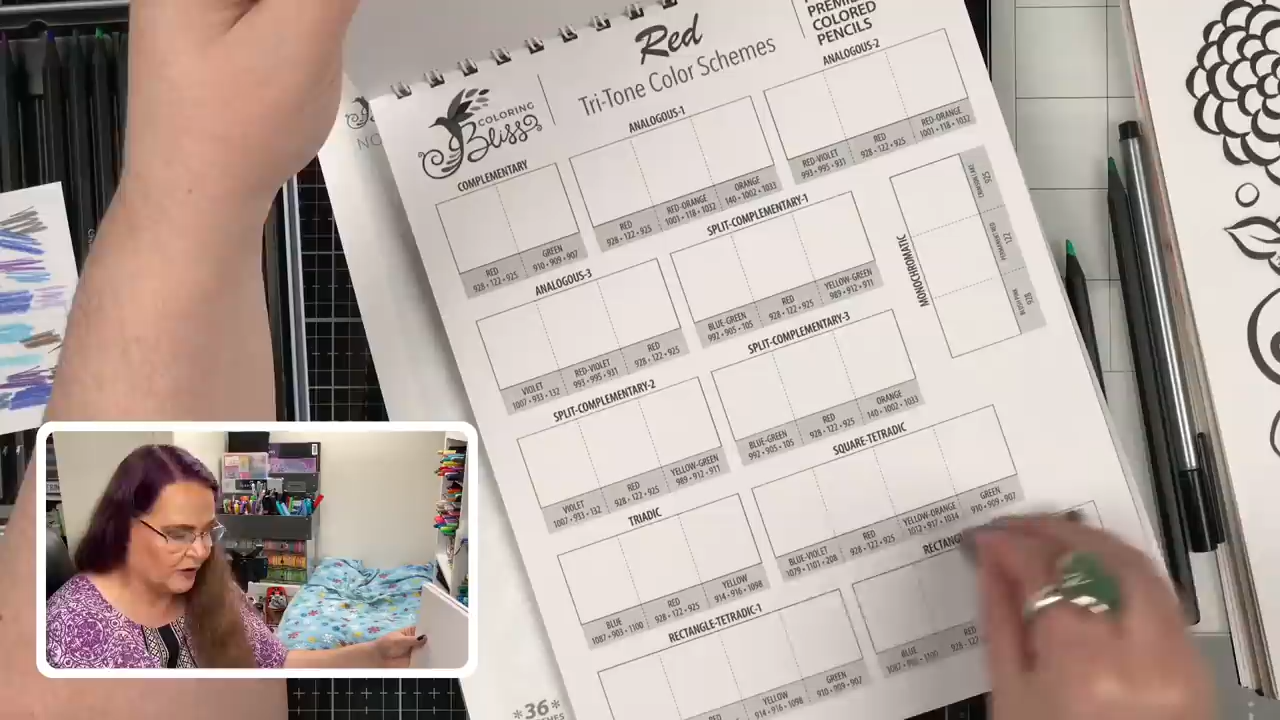 Red
PREMIER
COLORED
PENCILS
COLORING
Bliss
Tri-Tone Color Schemes
COMPLEMENTARY
RED
928 • 122 • 925
GREEN
910 • 909 • 907
ANALOGOUS-1
RED
928 • 122 • 925
RED-ORANGE
1001 • 118 • 1032
ORANGE
140 • 1002 • 1033
ANALOGOUS-2
RED-VIOLET
993 • 995 • 931
RED
928 • 122 • 925
RED-ORANGE
1001 • 118 • 1032
ANALOGOUS-3
VIOLET
1007 • 933 • 132
RED-VIOLET
993 • 995 • 931
RED
928 • 122 • 925
SPLIT-COMPLEMENTARY-1
BLUE-GREEN
992 • 905 • 105
RED
928 • 122 • 925
YELLOW-GREEN
989 • 912 • 911
MONOCHROMATIC
925
122
928
SPLIT-COMPLEMENTARY-2
VIOLET
1007 • 933 • 132
RED
928 • 122 • 925
YELLOW-GREEN
989 • 912 • 911
SPLIT-COMPLEMENTARY-3
BLUE-GREEN
992 • 905 • 105
RED
928 • 122 • 925
ORANGE
140 • 1002 • 1033
TRIADIC
BLUE
1087 • 903 • 1100
RED
928 • 122 • 925
YELLOW
914 • 916 • 1098
SQUARE-TETRADIC
BLUE-VIOLET
1079 • 1101 • 208
RED
928 • 122 • 925
YELLOW-ORANGE
1012 • 917 • 1034
GREEN
910 • 909 • 907
RECTANGLE-TETRADIC-1
RED
YELLOW
914 • 916 • 1098
GREEN
910 • 909 • 907
BLUE
RED
NO
*36*